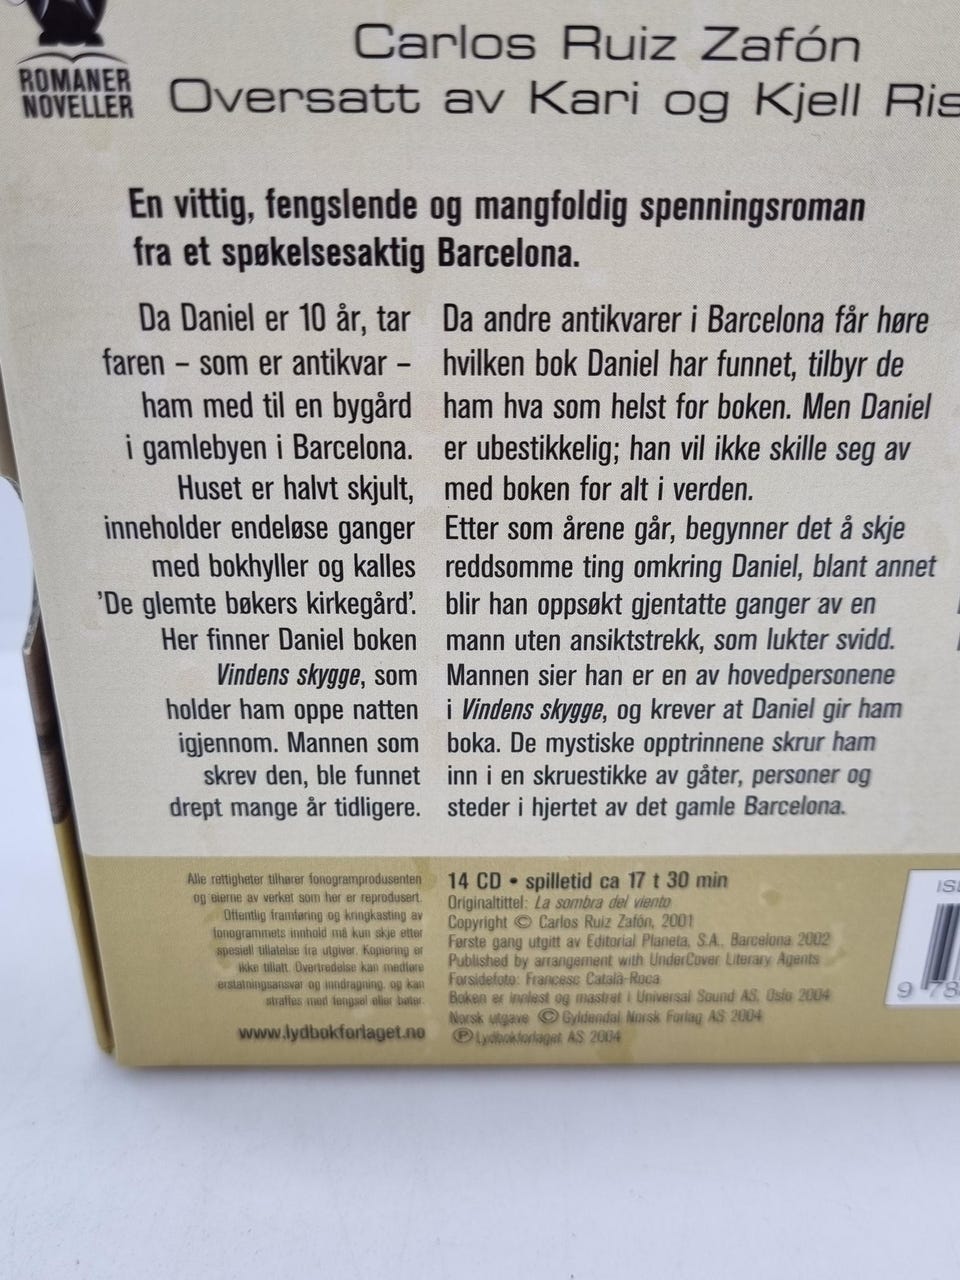 ROMANER
NOVELLER
Carlos Ruiz Zafón
Oversatt av Kari og Kjell Ris
En vittig, fengslende og mangfoldig spenningsroman
fra et spøkelsesaktig Barcelona.
Da Daniel er 10 år, tar
faren – som er antikvar –
ham med til en bygård
i gamlebyen i Barcelona.
Huset er halvt skjult,
inneholder endeløse ganger
med bokhyller og kalles
'De glemte bøkers kirkegård'.
Her finner Daniel boken
Vindens skygge, som
holder ham oppe natten
igjennom. Mannen som
skrev den, ble funnet
drept mange år tidligere.
Da andre antikvarer i Barcelona får høre
hvilken bok Daniel har funnet, tilbyr de
ham hva som helst for boken. Men Daniel
er ubestikkelig; han vil ikke skille seg av
med boken for alt i verden.
Etter som årene går, begynner det å skje
reddsomme ting omkring Daniel, blant annet
blir han oppsøkt gjentatte ganger av en
mann uten ansiktstrekk, som lukter svidd.
Mannen sier han er en av hovedpersonene
i Vindens skygge, og krever at Daniel gir ham
boka. De mystiske opptrinnene skrur ham
inn i en skruestikke av gåter, personer og
steder i hjertet av det gamle Barcelona.
Alle rettigheter tilhører fonogramprodusenten
og eierne av verket som her er reprodusert.
Offentlig framføring og kringkasting av
fonogrammets innhold må kun skje etter
spesiell tillatelse fra utgiver. Kopiering er
ikke tillatt. Overtredelse kan medføre
erstatningsansvar og inndragning, og kan
straffes med fengsel eller bøter.
www.lydbokforlaget.no
14 CD • spilletid ca 17 t 30 min
Originaltittel: La sombra del viento
Copyright © Carlos Ruiz Zafón, 2001
Første gang utgitt av Editorial Planeta, S.A., Barcelona 2002
Published by arrangement with UnderCover Literary Agents
Forsidefoto: Francesc Català-Roca
Boken er innlest og mastret i Universal Sound AS, Oslo 2004
Norsk utgave © Gyldendal Norsk Forlag AS 2004
℗ Lydbokforlaget AS 2004
9 78